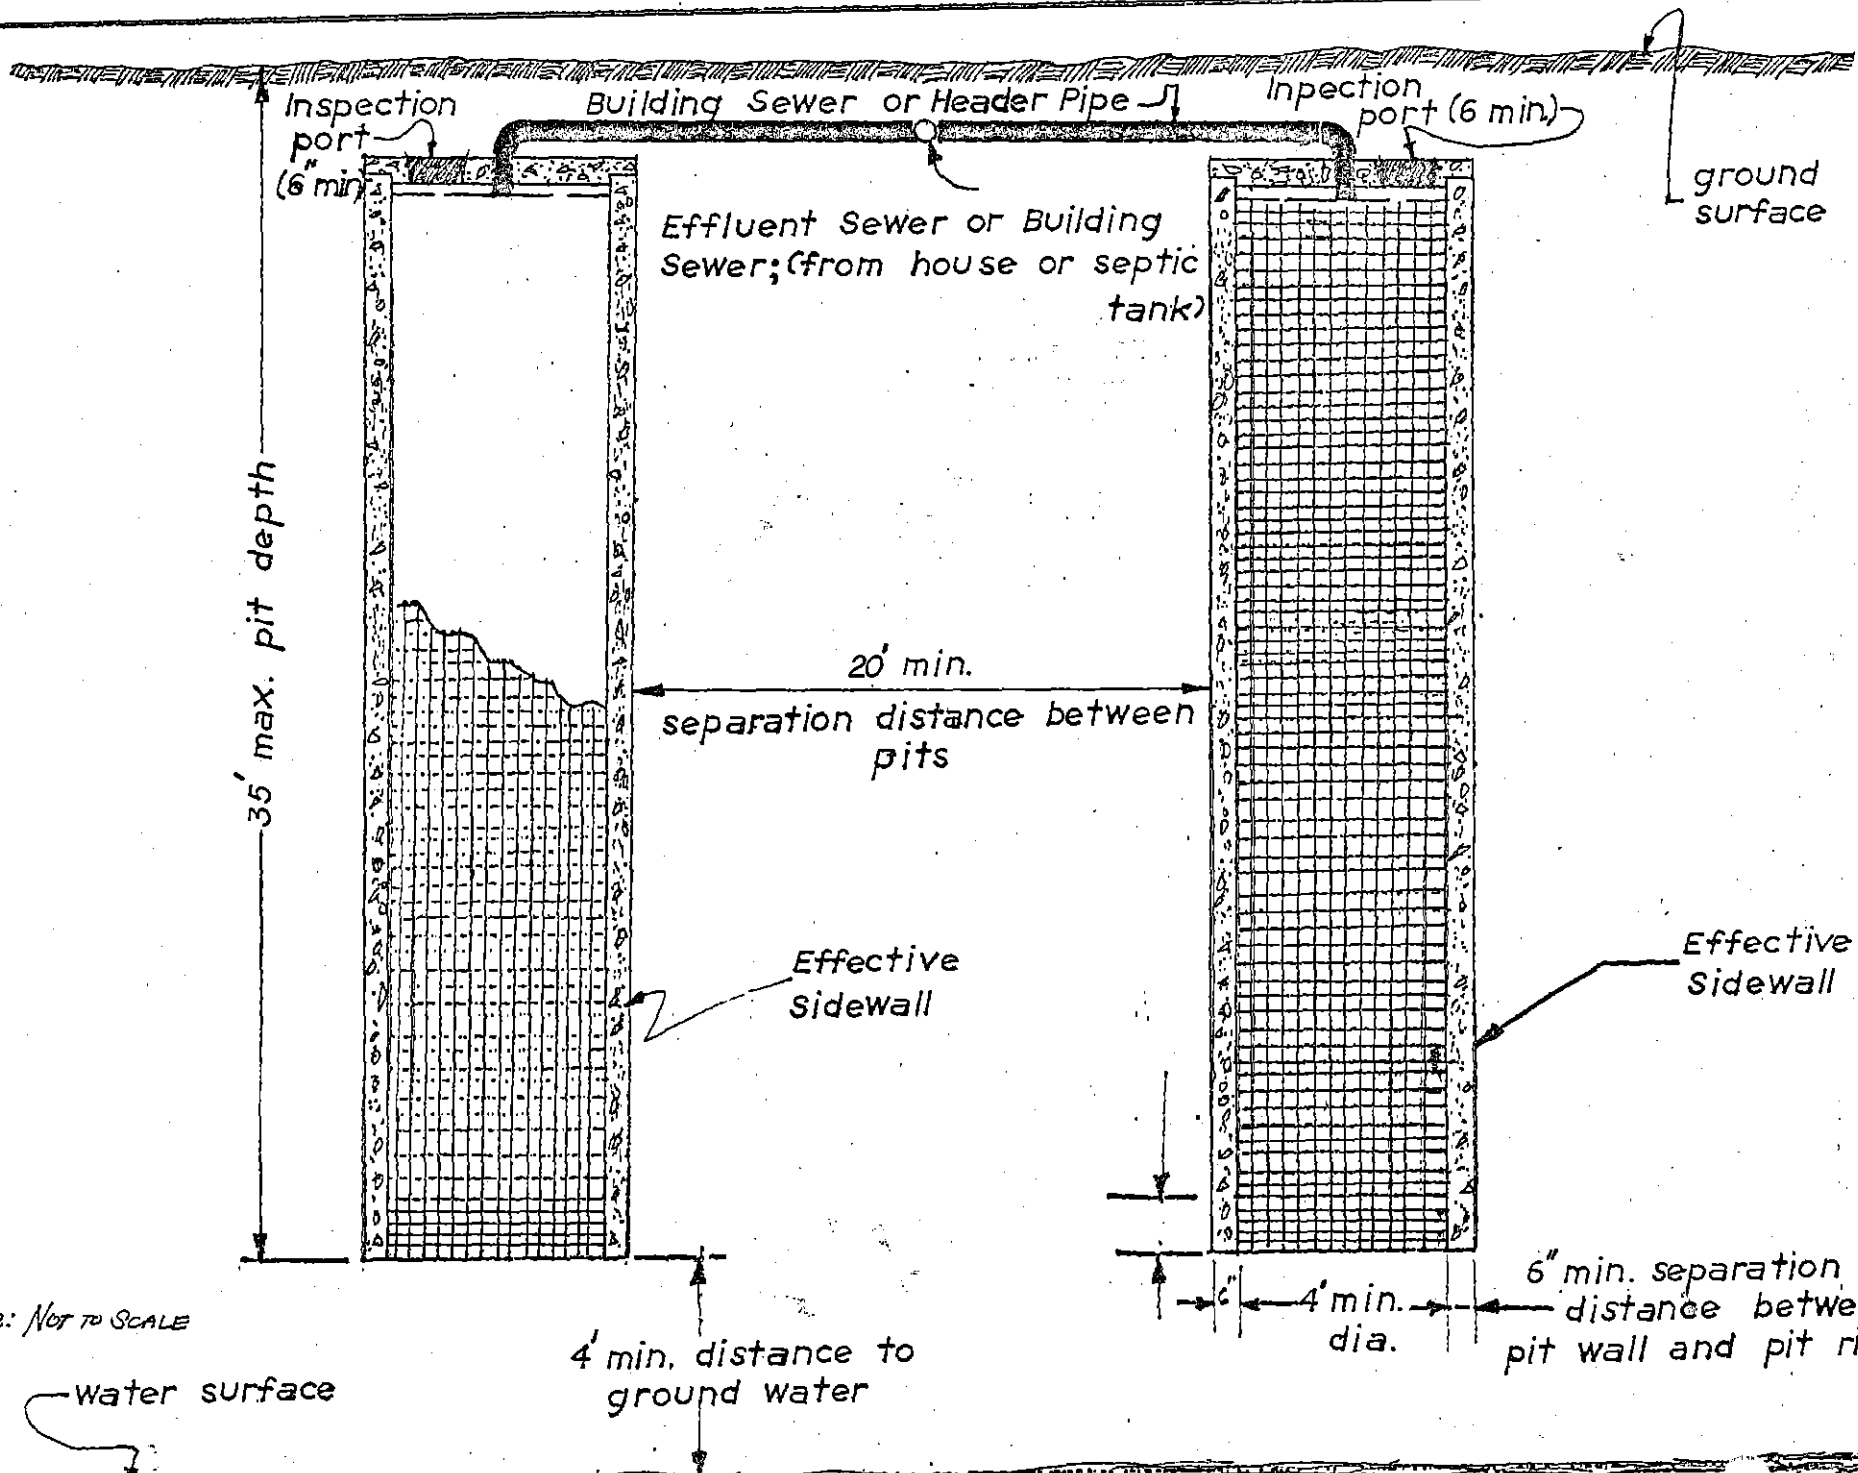 Inspection
port
(6" min)
Building Sewer or Header Pipe
Inpection
port (6 min.)
ground
surface
Effluent Sewer or Building
Sewer; (from house or septic
tank)
35' max. pit depth
20' min.
separation distance between
pits
Effective
Sidewall
Effective
Sidewall
6"
4' min.
dia.
6" min. separation
distance betwe
pit wall and pit
: NOT TO SCALE
4' min. distance to
ground water
water surface